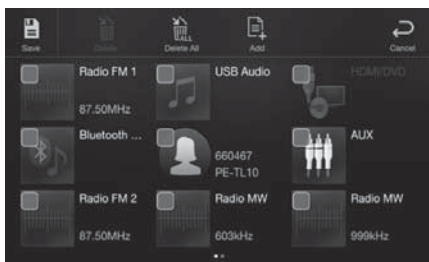 Save Delete Delete All Add Cancel
ALL
Radio FM 1 USB Audio HDMI/DVD
87.50MHz
Bluetooth ... AUX
660467
PE-TL10
Radio FM 2 Radio MW Radio MW
87.50MHz 603kHz 999kHz